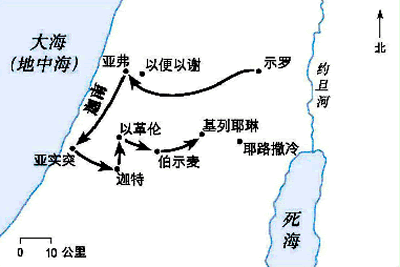 大海
(地中海)
亚弗
以便以谢
示罗
北
约旦河
迦南
以革伦
基列耶琳
亚实突
迦特
伯示麦
耶路撒冷
死海
0 10 公里